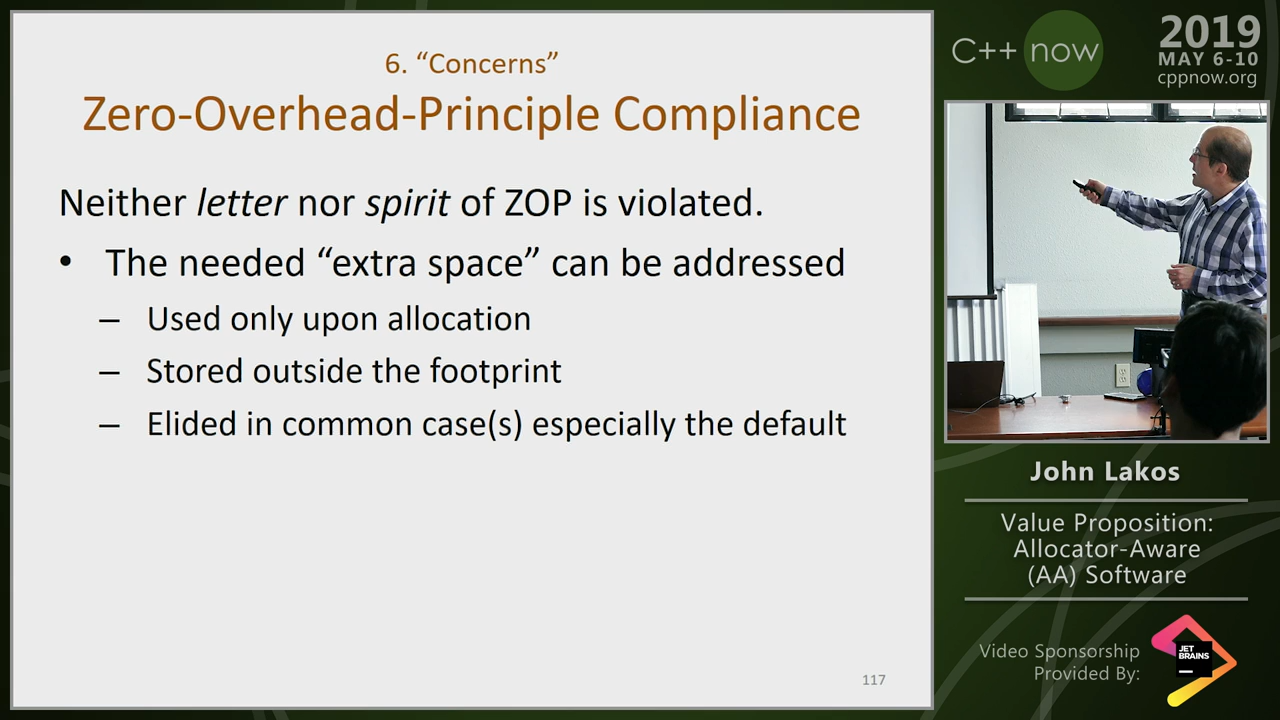 6. “Concerns”
Zero-Overhead-Principle Compliance
Neither letter nor spirit of ZOP is violated.
• The needed “extra space” can be addressed
– Used only upon allocation
– Stored outside the footprint
– Elided in common case(s) especially the default
117
C++ now
2019
MAY 6-10
cppnow.org
John Lakos
Value Proposition:
Allocator-Aware
(AA) Software
Video Sponsorship
Provided By:
JET
BRAINS